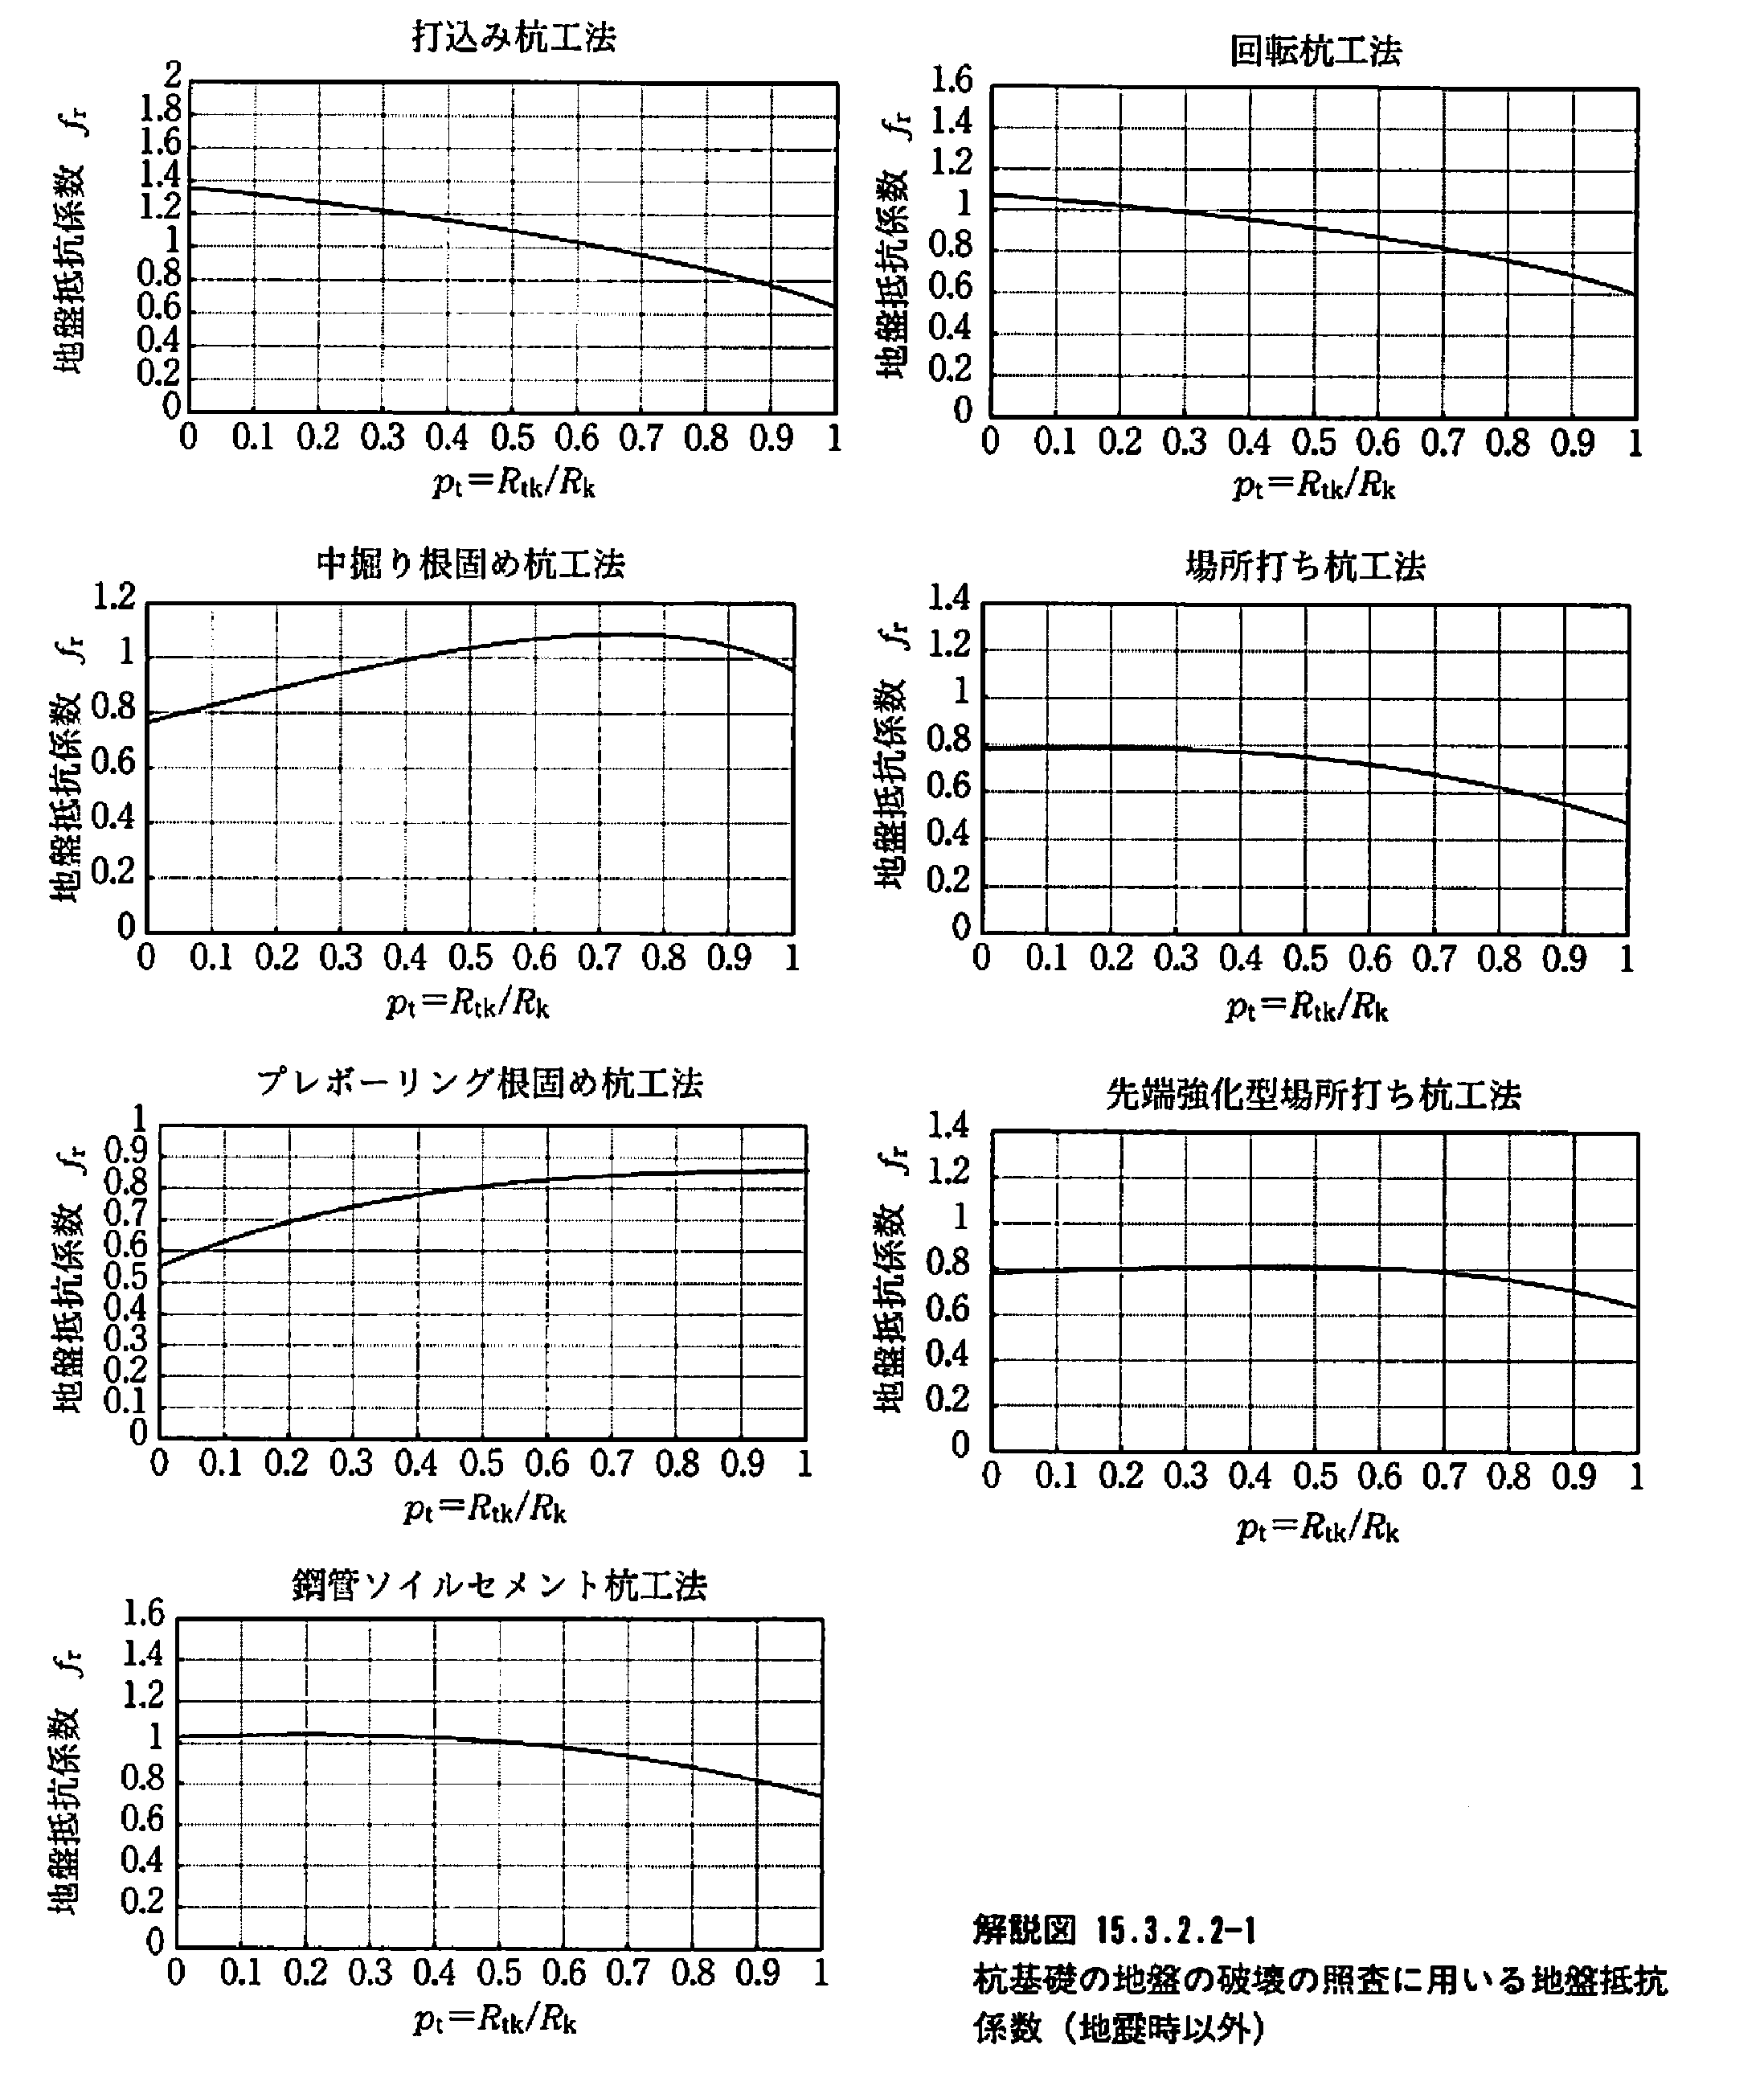 打込み杭工法
地盤抵抗係数 fr
2
1.8
1.6
1.4
1.2
1
0.8
0.6
0.4
0.2
0
0 0.1 0.2 0.3 0.4 0.5 0.6 0.7 0.8 0.9 1
pt=Rtk/Rk
回転杭工法
地盤抵抗係数 fr
1.6
1.4
1.2
1
0.8
0.6
0.4
0.2
0
0 0.1 0.2 0.3 0.4 0.5 0.6 0.7 0.8 0.9 1
pt=Rtk/Rk
中掘り根固め杭工法
地盤抵抗係数 fr
1.2
1
0.8
0.6
0.4
0.2
0
0 0.1 0.2 0.3 0.4 0.5 0.6 0.7 0.8 0.9 1
pt=Rtk/Rk
場所打ち杭工法
地盤抵抗係数 fr
1.4
1.2
1
0.8
0.6
0.4
0.2
0
0 0.1 0.2 0.3 0.4 0.5 0.6 0.7 0.8 0.9 1
pt=Rtk/Rk
プレボーリング根固め杭工法
地盤抵抗係数 fr
1
0.9
0.8
0.7
0.6
0.5
0.4
0.3
0.2
0.1
0
0 0.1 0.2 0.3 0.4 0.5 0.6 0.7 0.8 0.9 1
pt=Rtk/Rk
先端強化型場所打ち杭工法
地盤抵抗係数 fr
1.4
1.2
1
0.8
0.6
0.4
0.2
0
0 0.1 0.2 0.3 0.4 0.5 0.6 0.7 0.8 0.9 1
pt=Rtk/Rk
鋼管ソイルセメント杭工法
地盤抵抗係数 fr
1.6
1.4
1.2
1
0.8
0.6
0.4
0.2
0
0 0.1 0.2 0.3 0.4 0.5 0.6 0.7 0.8 0.9 1
pt=Rtk/Rk
解説図 15.3.2.2-1
杭基礎の地盤の破壊の照査に用いる地盤抵抗
係数（地震時以外）